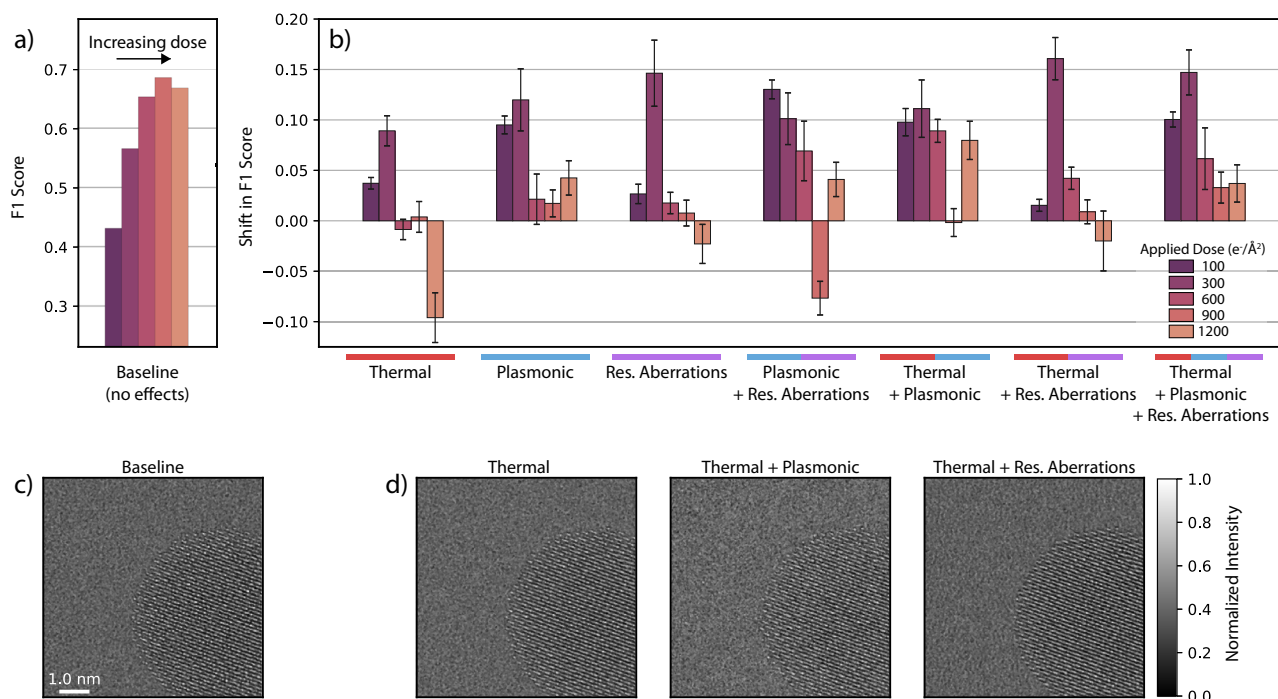 a)
Increasing dose
F1 Score
0.7
0.6
0.5
0.4
0.3
Baseline
(no effects)
b)
Shift in F1 Score
0.20
0.15
0.10
0.05
0.00
−0.05
−0.10
Applied Dose (e⁻/Å²)
100
300
600
900
1200
Thermal
Plasmonic
Res. Aberrations
Plasmonic
+ Res. Aberrations
Thermal
+ Plasmonic
Thermal
+ Res. Aberrations
Thermal
+ Plasmonic
+ Res. Aberrations
c)
Baseline
1.0 nm
d)
Thermal
Thermal + Plasmonic
Thermal + Res. Aberrations
1.0
0.8
0.6
0.4
0.2
0.0
Normalized Intensity